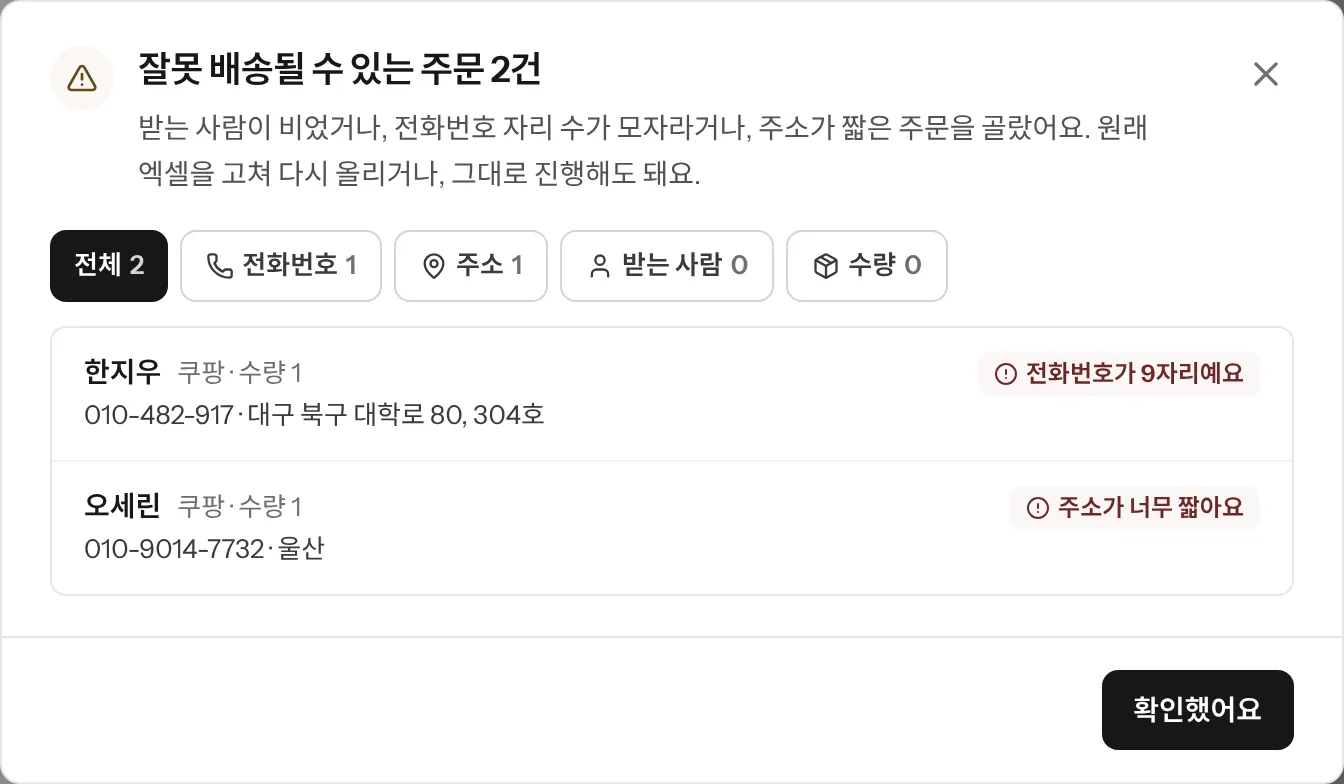 잘못 배송될 수 있는 주문 2건
받는 사람이 비었거나, 전화번호 자리 수가 모자라거나, 주소가 짧은 주문을 골랐어요. 원래
엑셀을 고쳐 다시 올리거나, 그대로 진행해도 돼요.
전체 2 전화번호 1 주소 1 받는 사람 0 수량 0
한지우 쿠팡 · 수량 1 전화번호가 9자리예요
010-482-917 · 대구 북구 대학로 80, 304호
오세린 쿠팡 · 수량 1 주소가 너무 짧아요
010-9014-7732 · 울산
확인했어요